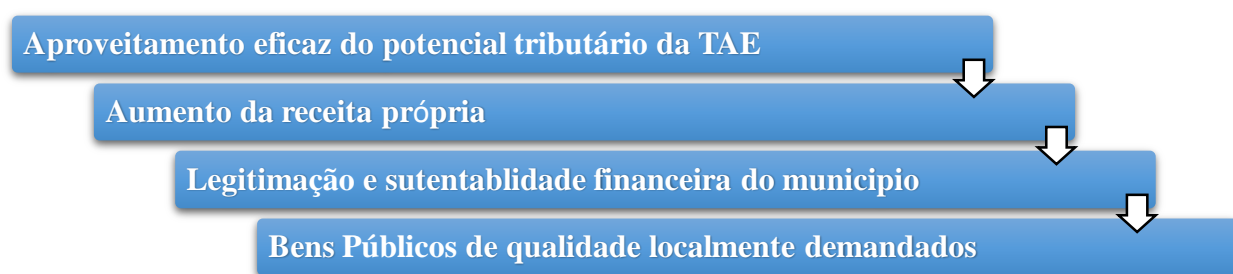 Aproveitamento eficaz do potencial tributário da TAE
Aumento da receita própria
Legitimação e sutentablidade financeira do municipio
Bens Públicos de qualidade localmente demandados